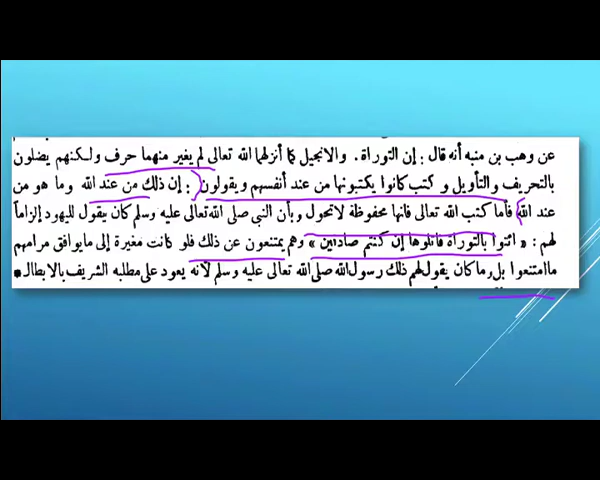 عن وهب بن منبه أنه قال : إن التوراة . والانجيل كما أنزلهما الله تعالى لم يغير منهما حرف ولكنهم يضلون
بالتحريف والتأويل وكتب كانوا يكتبونها من عند أنفسهم ويقولون : إن ذلك من عند الله وما هو من
عند الله فأما كتب الله تعالى فانها محفوظة لاتحول وبأن النبي صلى الله تعالى عليه وسلم كان يقول لليهود إلزاماً
لهم : « ائتوا بالتوراة فاتلوها إن كنتم صادقين » وهم يمتنعون عن ذلك فلو كانت مغيرة إلى مايوافق مرامهم
ماامتنعوا بل وما كان يقول لهم ذلك رسول الله صلى الله تعالى عليه وسلم لأنه يعود على مطلبه الشريف بالابطال